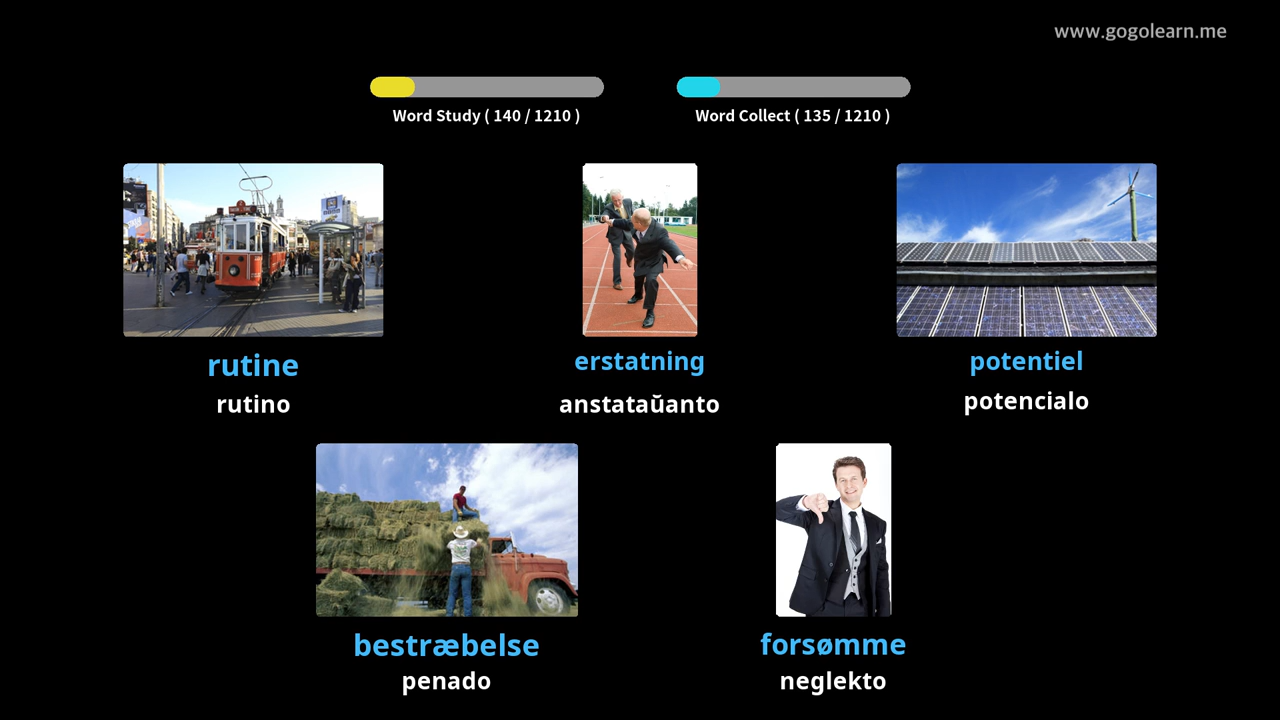 www.gogolearn.me
Word Study ( 140 / 1210 )
Word Collect ( 135 / 1210 )
rutine
rutino
erstatning
anstataŭanto
potentiel
potencialo
bestræbelse
penado
forsømme
neglekto